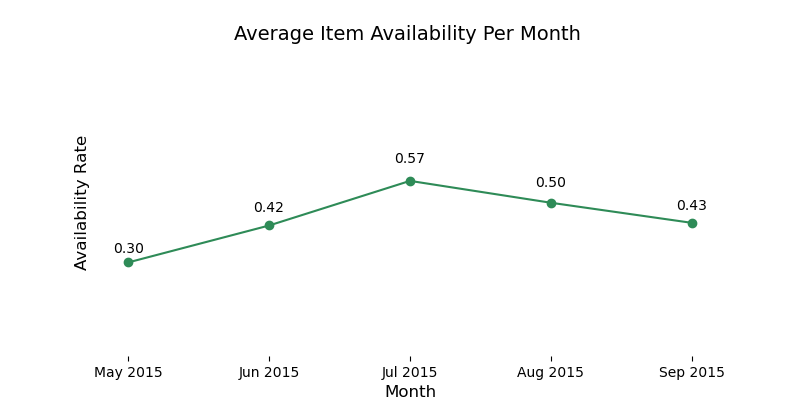 Average Item Availability Per Month
Availability Rate
0.30
0.42
0.57
0.50
0.43
May 2015
Jun 2015
Jul 2015
Aug 2015
Sep 2015
Month